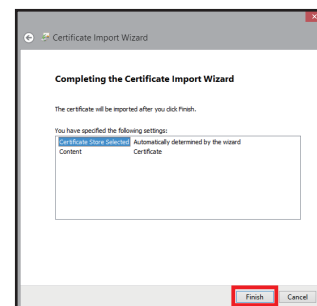 Certificate Import Wizard
Completing the Certificate Import Wizard
The certificate will be imported after you click Finish.
You have specified the following settings:
Certificate Store Selected Automatically determined by the wizard
Content Certificate
Finish Cancel